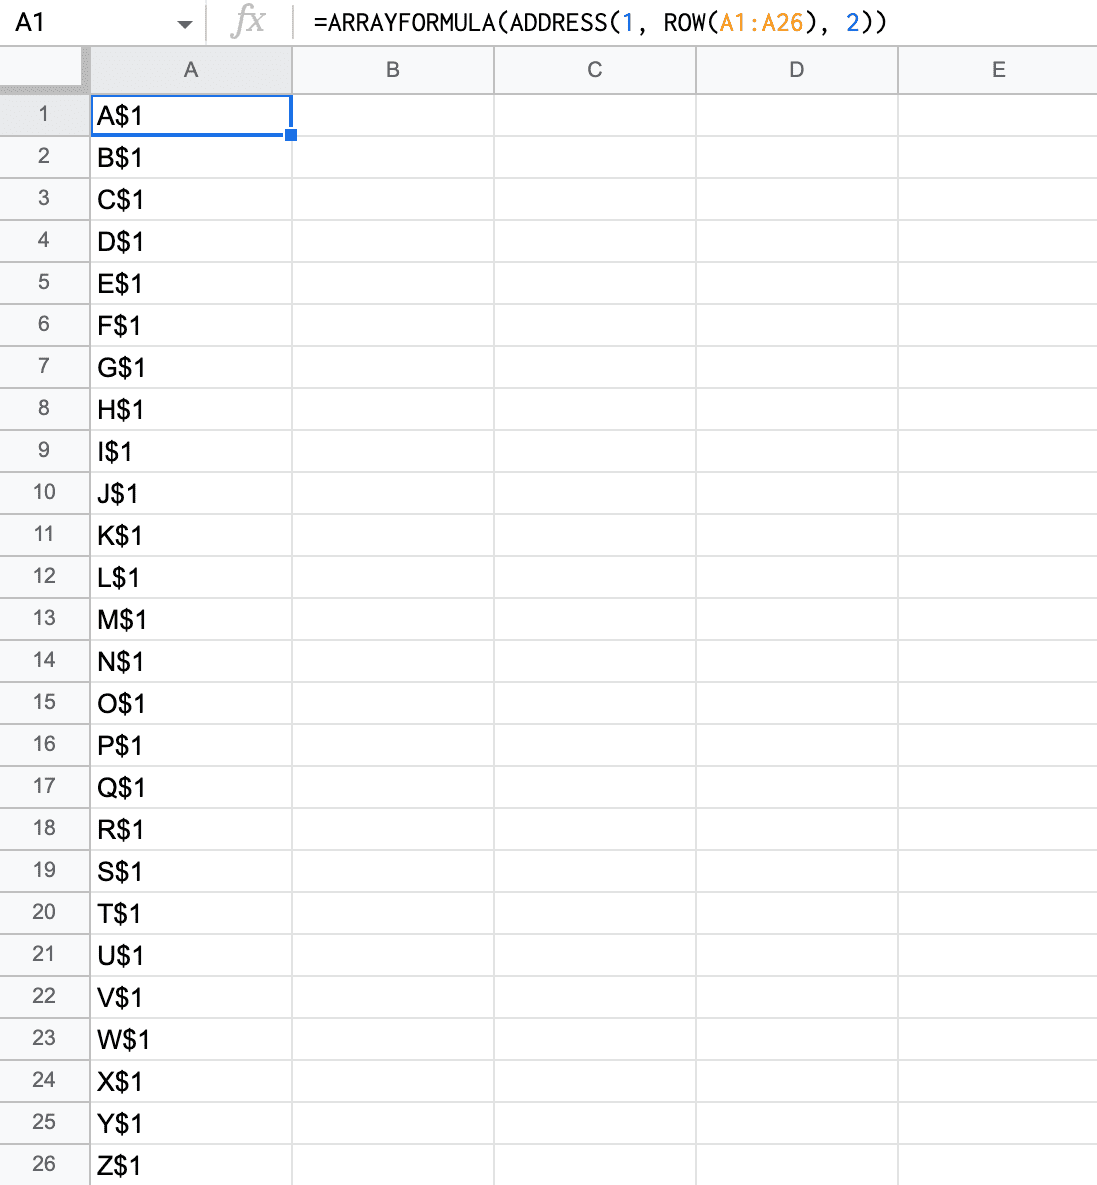 A1 fx =ARRAYFORMULA(ADDRESS(1, ROW(A1:A26), 2))
A B C D E
1 A$1
2 B$1
3 C$1
4 D$1
5 E$1
6 F$1
7 G$1
8 H$1
9 I$1
10 J$1
11 K$1
12 L$1
13 M$1
14 N$1
15 O$1
16 P$1
17 Q$1
18 R$1
19 S$1
20 T$1
21 U$1
22 V$1
23 W$1
24 X$1
25 Y$1
26 Z$1